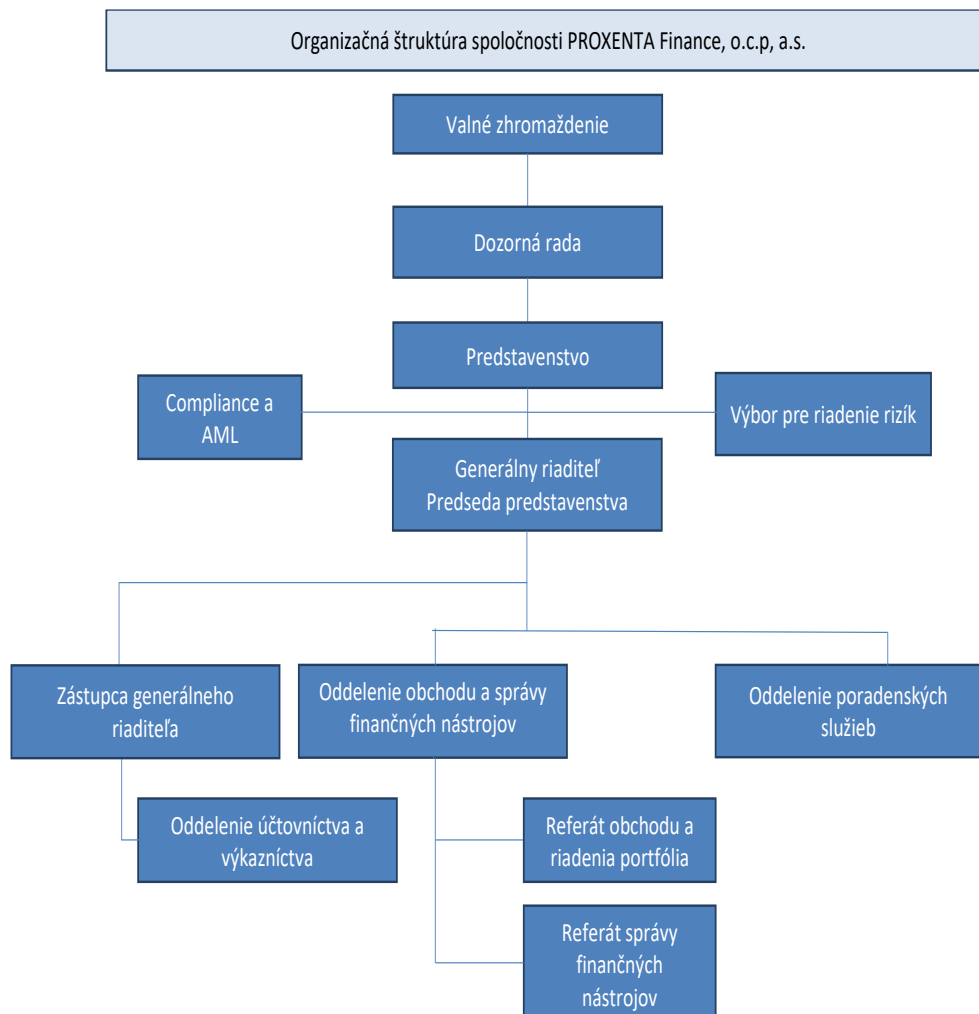 Organizačná štruktúra spoločnosti PROXENTA Finance, o.c.p, a.s.
Valné zhromaždenie
Dozorná rada
Predstavenstvo
Compliance a
AML
Výbor pre riadenie rizík
Generálny riaditeľ
Predseda predstavenstva
Zástupca generálneho
riaditeľa
Oddelenie obchodu a správy
finančných nástrojov
Oddelenie poradenských
služieb
Oddelenie účtovníctva a
výkazníctva
Referát obchodu a
riadenia portfólia
Referát správy
finančných
nástrojov